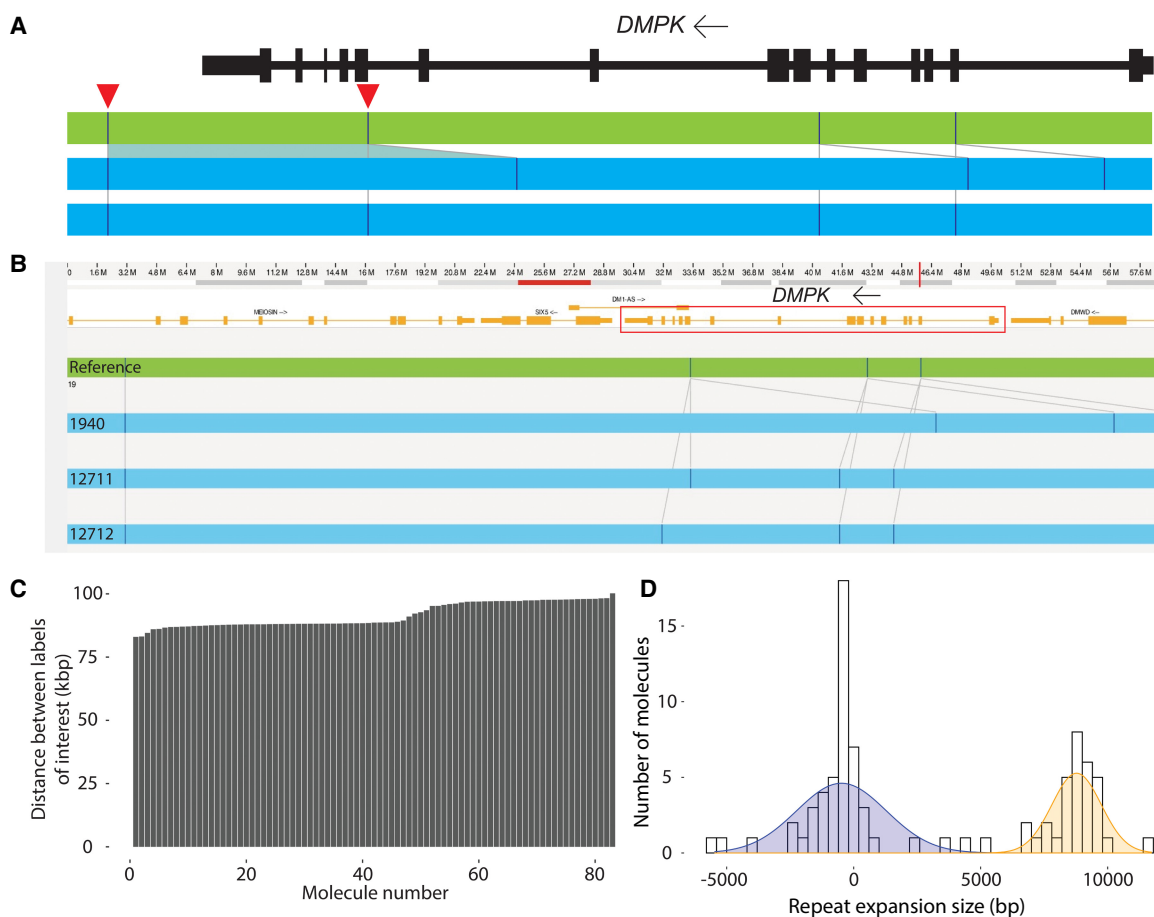 A
DMPK ←
B
0 1.6 M 3.2 M 4.8 M 6.4 M 8 M 9.6 M 11.2 M 12.8 M 14.4 M 16 M 17.6 M 19.2 M 20.8 M 22.4 M 24 M 25.6 M 27.2 M 28.8 M 30.4 M 32 M 33.6 M 35.2 M 36.8 M 38.4 M 40 M 41.6 M 43.2 M 44.8 M 46.4 M 48 M 49.6 M 51.2 M 52.8 M 54.4 M 56 M 57.6 M
DM1-AS -> DMPK ←
MEIOSIN -> SIX5 <- DMWD <-
Reference
19
1940
12711
12712
C
Distance between labels
of interest (kbp)
100 -
75 -
50 -
25 -
0 -
0 20 40 60 80
Molecule number
D
Number of molecules
15-
10-
5-
0-
-5000 0 5000 10000
Repeat expansion size (bp)